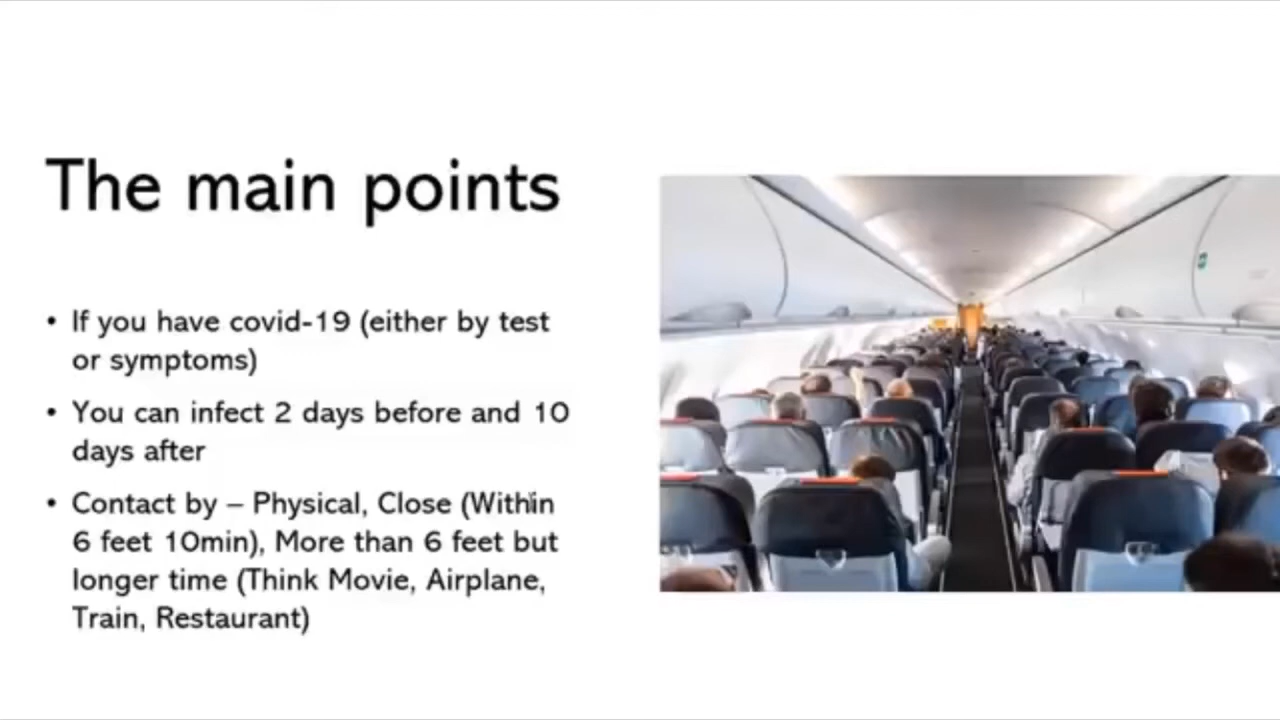 The main points
• If you have covid-19 (either by test
or symptoms)
• You can infect 2 days before and 10
days after
• Contact by – Physical, Close (Within
6 feet 10min), More than 6 feet but
longer time (Think Movie, Airplane,
Train, Restaurant)